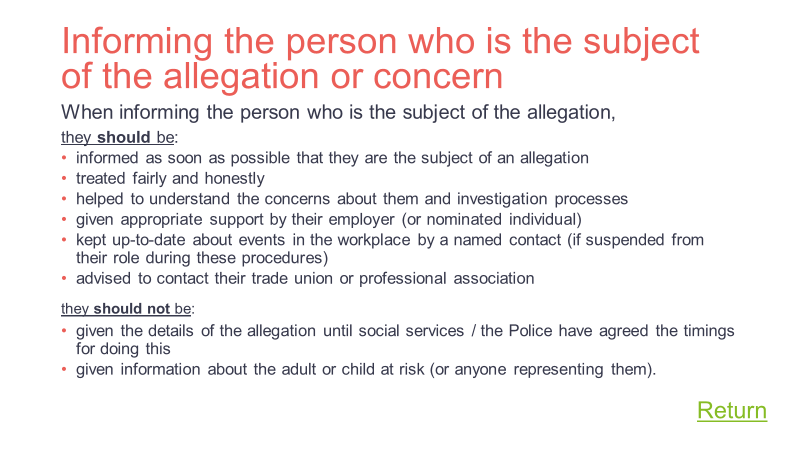 Informing the person who is the subject
of the allegation or concern
When informing the person who is the subject of the allegation,
they should be:
• informed as soon as possible that they are the subject of an allegation
• treated fairly and honestly
• helped to understand the concerns about them and investigation processes
• given appropriate support by their employer (or nominated individual)
• kept up-to-date about events in the workplace by a named contact (if suspended from
their role during these procedures)
• advised to contact their trade union or professional association
they should not be:
• given the details of the allegation until social services / the Police have agreed the timings
for doing this
• given information about the adult or child at risk (or anyone representing them).
Return